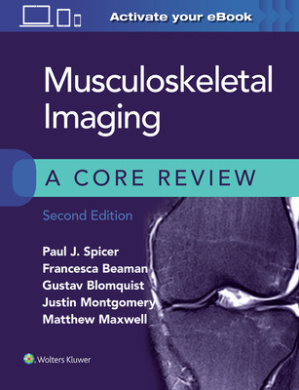 Activate your eBook
Musculoskeletal
Imaging
A CORE REVIEW
Second Edition
Paul J. Spicer
Francesca Beaman
Gustav Blomquist
Justin Montgomery
Matthew Maxwell
Wolters Kluwer